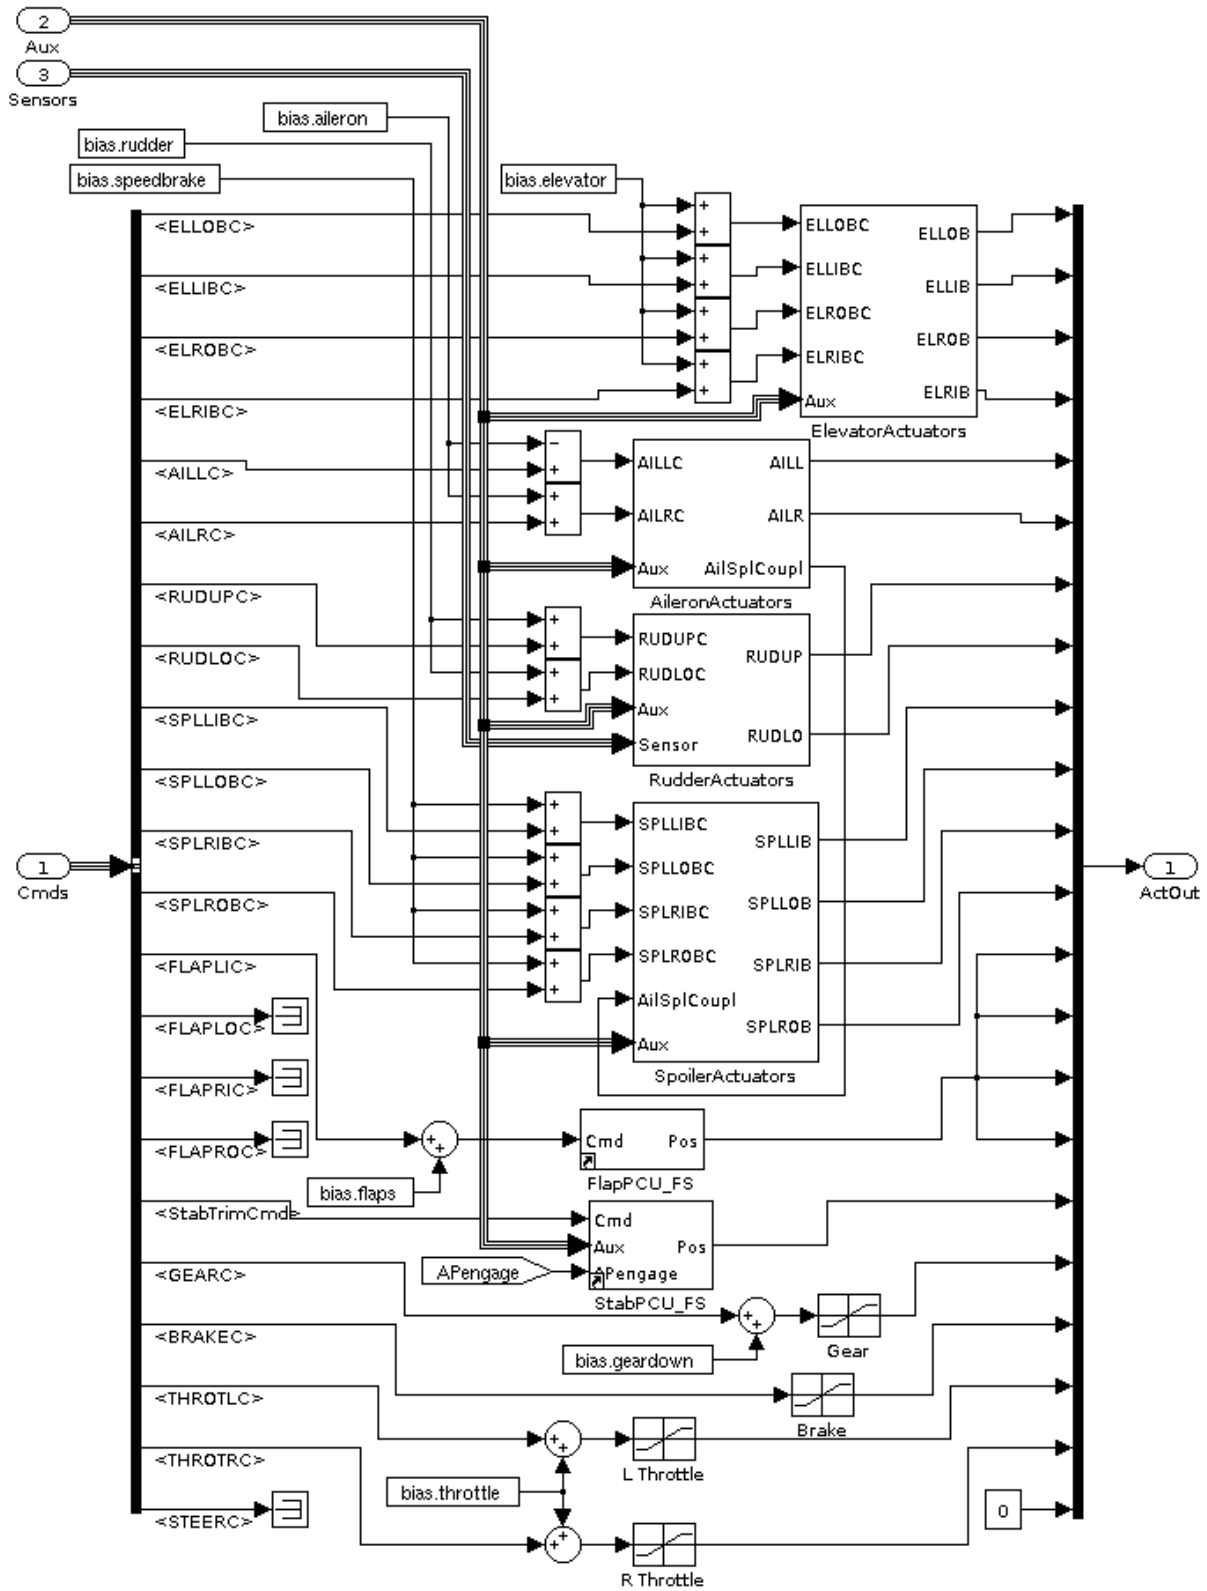 2
Aux
3
Sensors
bias.aileron
bias.rudder
bias.speedbrake
bias.elevator
<ELLOBC>
<ELLIBC>
<ELROBC>
<ELRIBC>
<AILLC>
<AILRC>
<RUDUPC>
<RUDLOC>
<SPLLIBC>
<SPLLOBC>
<SPLRIBC>
<SPLROBC>
<FLAPLIC>
<FLAPLOC>
<FLAPRIC>
<FLAPROC>
<StabTrimCmd>
<GEARC>
<BRAKEC>
<THROTLC>
<THROTRC>
<STEERC>
1
Cmds
+
+
+
+
+
+
+
+
ELLOBC
ELLIBC
ELROBC
ELRIBC
Aux
ELLOB
ELLIB
ELROB
ELRIB
ElevatorActuators
−
+
+
+
AILLC
AILRC
Aux
AILL
AILR
AilSplCoupl
AileronActuators
+
+
+
+
RUDUPC
RUDLOC
Aux
Sensor
RUDUP
RUDLO
RudderActuators
+
+
+
+
+
+
+
+
SPLLIBC
SPLLOBC
SPLRIBC
SPLROBC
AilSplCoupl
Aux
SPLLIB
SPLLOB
SPLRIB
SPLROB
SpoilerActuators
+
+
bias.flaps
Cmd
Pos
FlapPCU_FS
Cmd
Aux
APengage
Pos
StabPCU_FS
APengage
+
+
bias.geardown
Gear
Brake
+
+
L Throttle
bias.throttle
+
+
R Throttle
0
1
ActOut